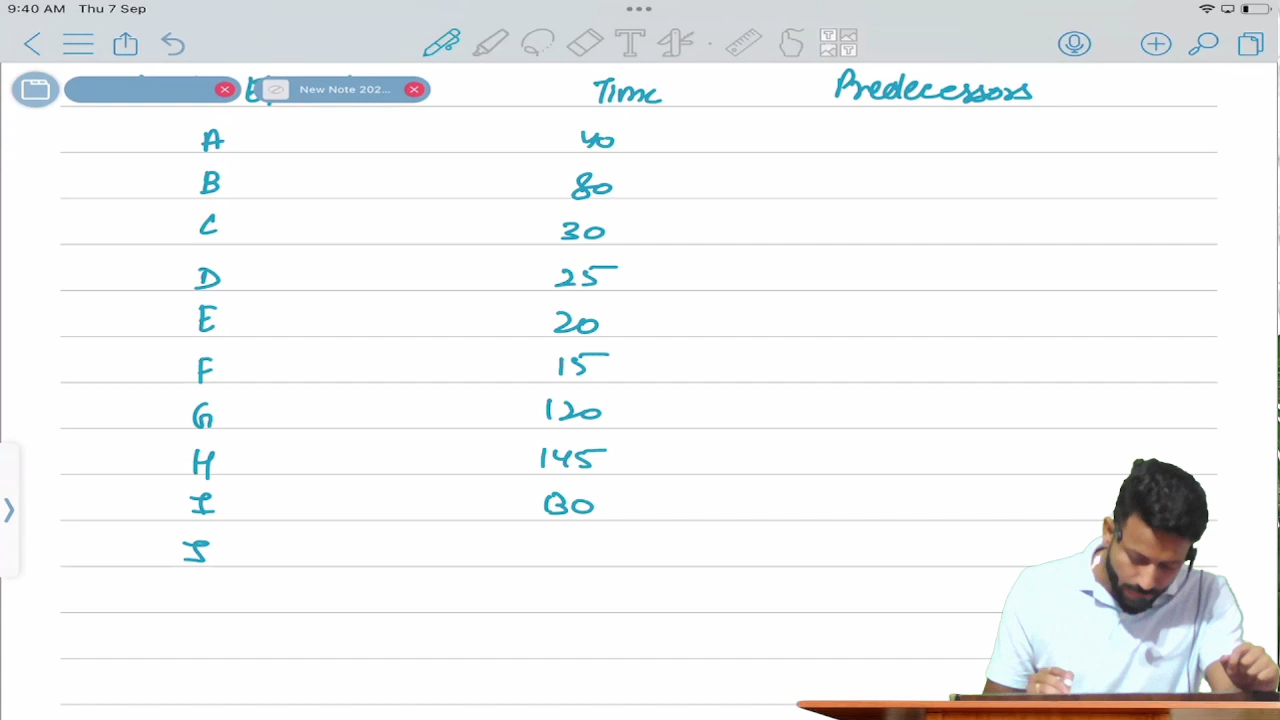 9:40 AM Thu 7 Sep
New Note 202...
Time Predecessors
A 40
B 80
C 30
D 25
E 20
F 15
G 120
H 145
I 130
J